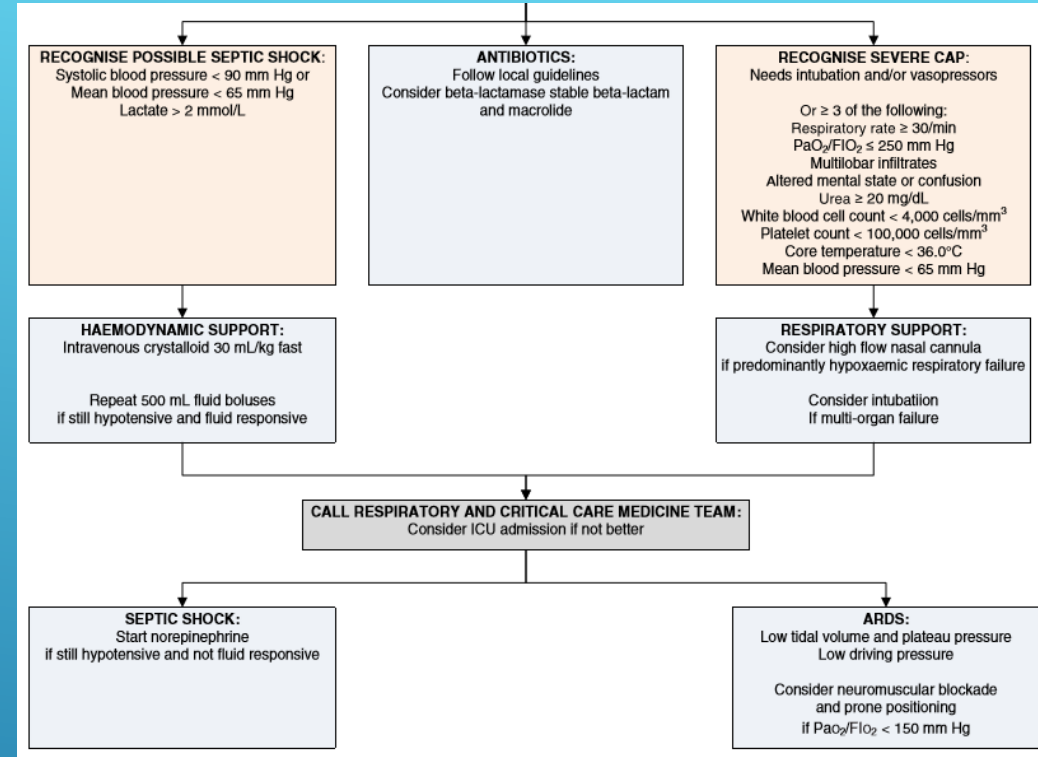 RECOGNISE POSSIBLE SEPTIC SHOCK:
Systolic blood pressure < 90 mm Hg or
Mean blood pressure < 65 mm Hg
Lactate > 2 mmol/L
ANTIBIOTICS:
Follow local guidelines
Consider beta-lactamase stable beta-lactam
and macrolide
RECOGNISE SEVERE CAP:
Needs intubation and/or vasopressors
Or ≥ 3 of the following:
Respiratory rate ≥ 30/min
PaO₂/FIO₂ ≤ 250 mm Hg
Multilobar infiltrates
Altered mental state or confusion
Urea ≥ 20 mg/dL
White blood cell count < 4,000 cells/mm³
Platelet count < 100,000 cells/mm³
Core temperature < 36.0°C
Mean blood pressure < 65 mm Hg
HAEMODYNAMIC SUPPORT:
Intravenous crystalloid 30 mL/kg fast
Repeat 500 mL fluid boluses
if still hypotensive and fluid responsive
RESPIRATORY SUPPORT:
Consider high flow nasal cannula
if predominantly hypoxaemic respiratory failure
Consider intubatiion
If multi-organ failure
CALL RESPIRATORY AND CRITICAL CARE MEDICINE TEAM:
Consider ICU admission if not better
SEPTIC SHOCK:
Start norepinephrine
if still hypotensive and not fluid responsive
ARDS:
Low tidal volume and plateau pressure
Low driving pressure
Consider neuromuscular blockade
and prone positioning
if Pao₂/FIo₂ < 150 mm Hg